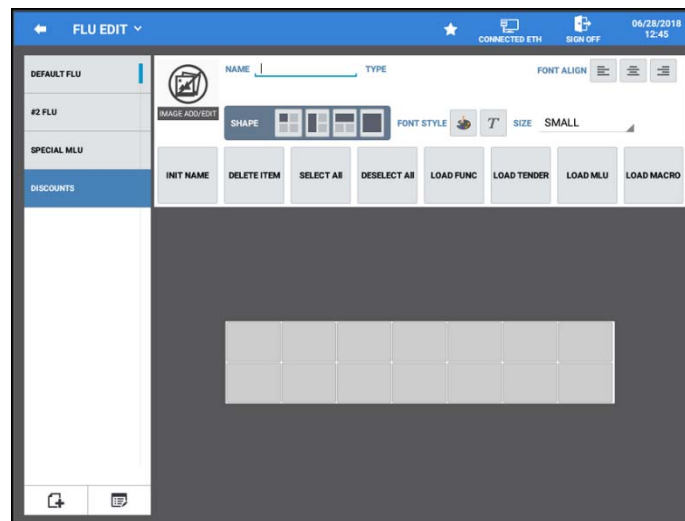 FLU EDIT
CONNECTED ETH
SIGN OFF
06/28/2018
12:45
DEFAULT FLU
#2 FLU
SPECIAL MLU
DISCOUNTS
IMAGE ADD/EDIT
NAME
TYPE
FONT ALIGN
SHAPE
FONT STYLE
T
SIZE
SMALL
INIT NAME
DELETE ITEM
SELECT All
DESELECT All
LOAD FUNC
LOAD TENDER
LOAD MLU
LOAD MACRO